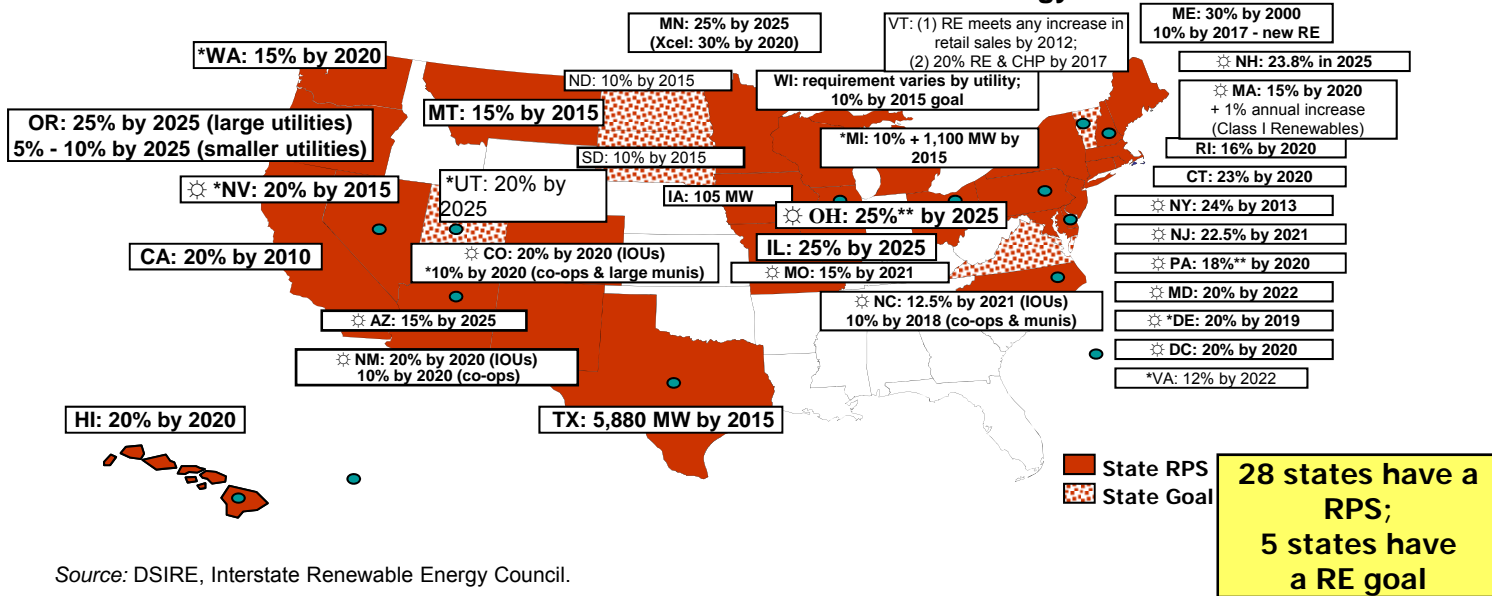 MN: 25% by 2025
(Xcel: 30% by 2020)
VT: (1) RE meets any increase in
retail sales by 2012;
(2) 20% RE & CHP by 2017
ME: 30% by 2000
10% by 2017 - new RE
*WA: 15% by 2020
☼ NH: 23.8% in 2025
ND: 10% by 2015
WI: requirement varies by utility;
10% by 2015 goal
☼ MA: 15% by 2020
+ 1% annual increase
(Class I Renewables)
MT: 15% by 2015
OR: 25% by 2025 (large utilities)
5% - 10% by 2025 (smaller utilities)
*MI: 10% + 1,100 MW by
2015
RI: 16% by 2020
SD: 10% by 2015
CT: 23% by 2020
☼ *NV: 20% by 2015
*UT: 20% by
2025
IA: 105 MW
☼ OH: 25%** by 2025
☼ NY: 24% by 2013
☼ NJ: 22.5% by 2021
CA: 20% by 2010
☼ CO: 20% by 2020 (IOUs)
*10% by 2020 (co-ops & large munis)
IL: 25% by 2025
☼ MO: 15% by 2021
☼ PA: 18%** by 2020
☼ MD: 20% by 2022
☼ NC: 12.5% by 2021 (IOUs)
10% by 2018 (co-ops & munis)
☼ AZ: 15% by 2025
☼ *DE: 20% by 2019
☼ NM: 20% by 2020 (IOUs)
10% by 2020 (co-ops)
☼ DC: 20% by 2020
*VA: 12% by 2022
HI: 20% by 2020
TX: 5,880 MW by 2015
State RPS
State Goal
28 states have a
RPS;
5 states have
a RE goal
Source: DSIRE, Interstate Renewable Energy Council.